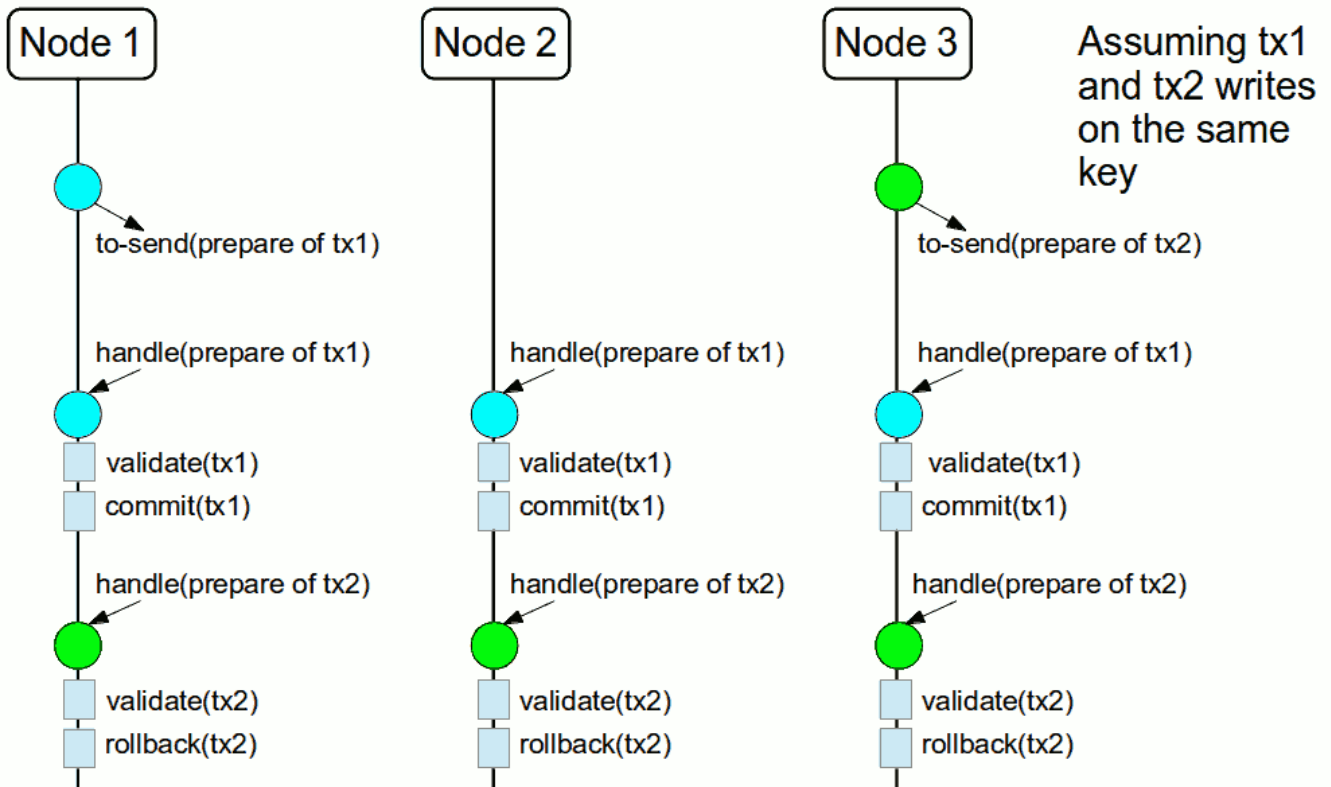 Node 1
Node 2
Node 3
Assuming tx1
and tx2 writes
on the same
key
to-send(prepare of tx1)
to-send(prepare of tx2)
handle(prepare of tx1)
handle(prepare of tx1)
handle(prepare of tx1)
validate(tx1)
validate(tx1)
validate(tx1)
commit(tx1)
commit(tx1)
commit(tx1)
handle(prepare of tx2)
handle(prepare of tx2)
handle(prepare of tx2)
validate(tx2)
validate(tx2)
validate(tx2)
rollback(tx2)
rollback(tx2)
rollback(tx2)